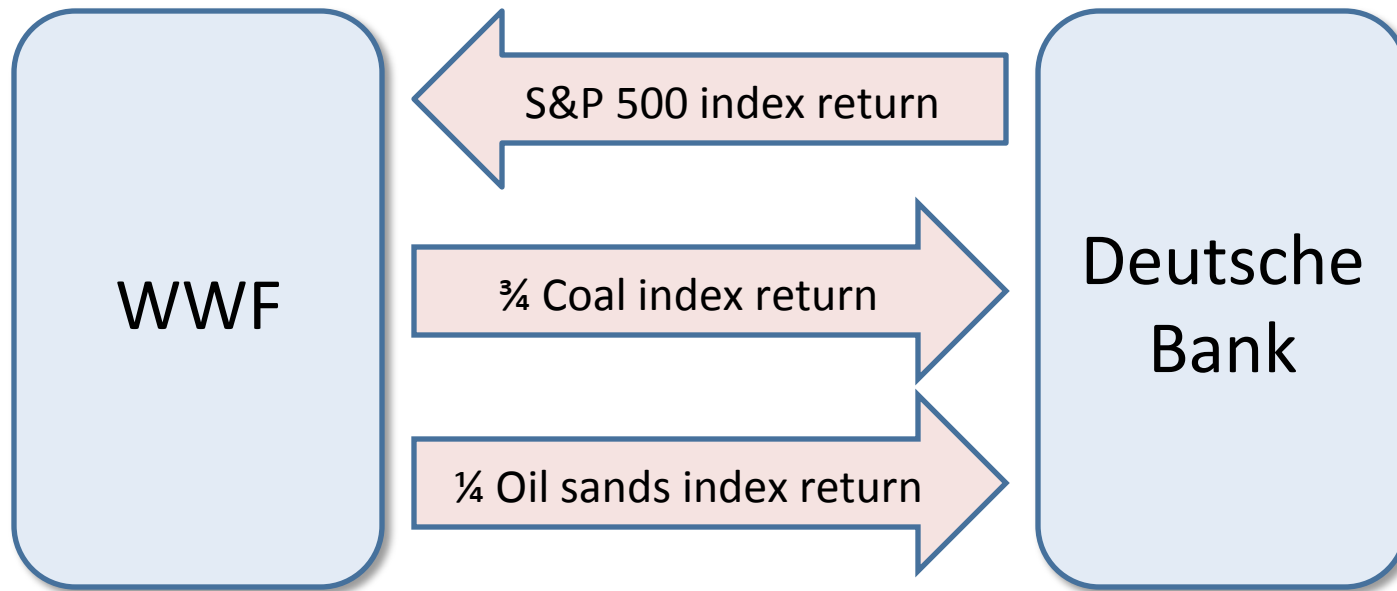 WWF
S&P 500 index return
¾ Coal index return
¼ Oil sands index return
Deutsche
Bank